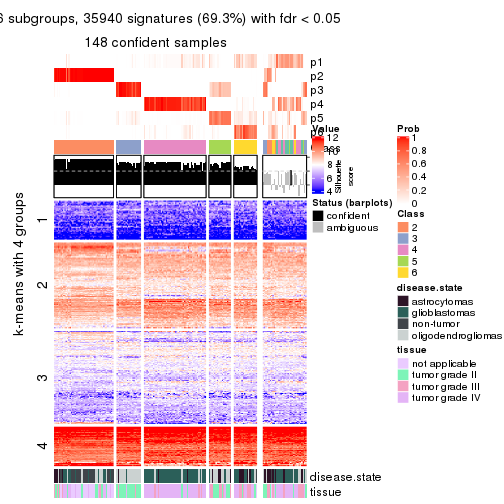 6 subgroups, 35940 signatures (69.3%) with fdr < 0.05
148 confident samples
p1
p2
p3
p4
p5
k-means with 4 groups
1
2
3
4
Value
12
10
6
4
Silhouette
score
Status (barplots)
confident
ambiguous
Prob
1
0.8
0.6
0.4
0.2
0
Class
2
3
4
5
6
disease.state
astrocytomas
glioblastomas
non-tumor
oligodendrogliomas
tissue
not applicable
tumor grade II
tumor grade III
tumor grade IV
disease.state
tissue